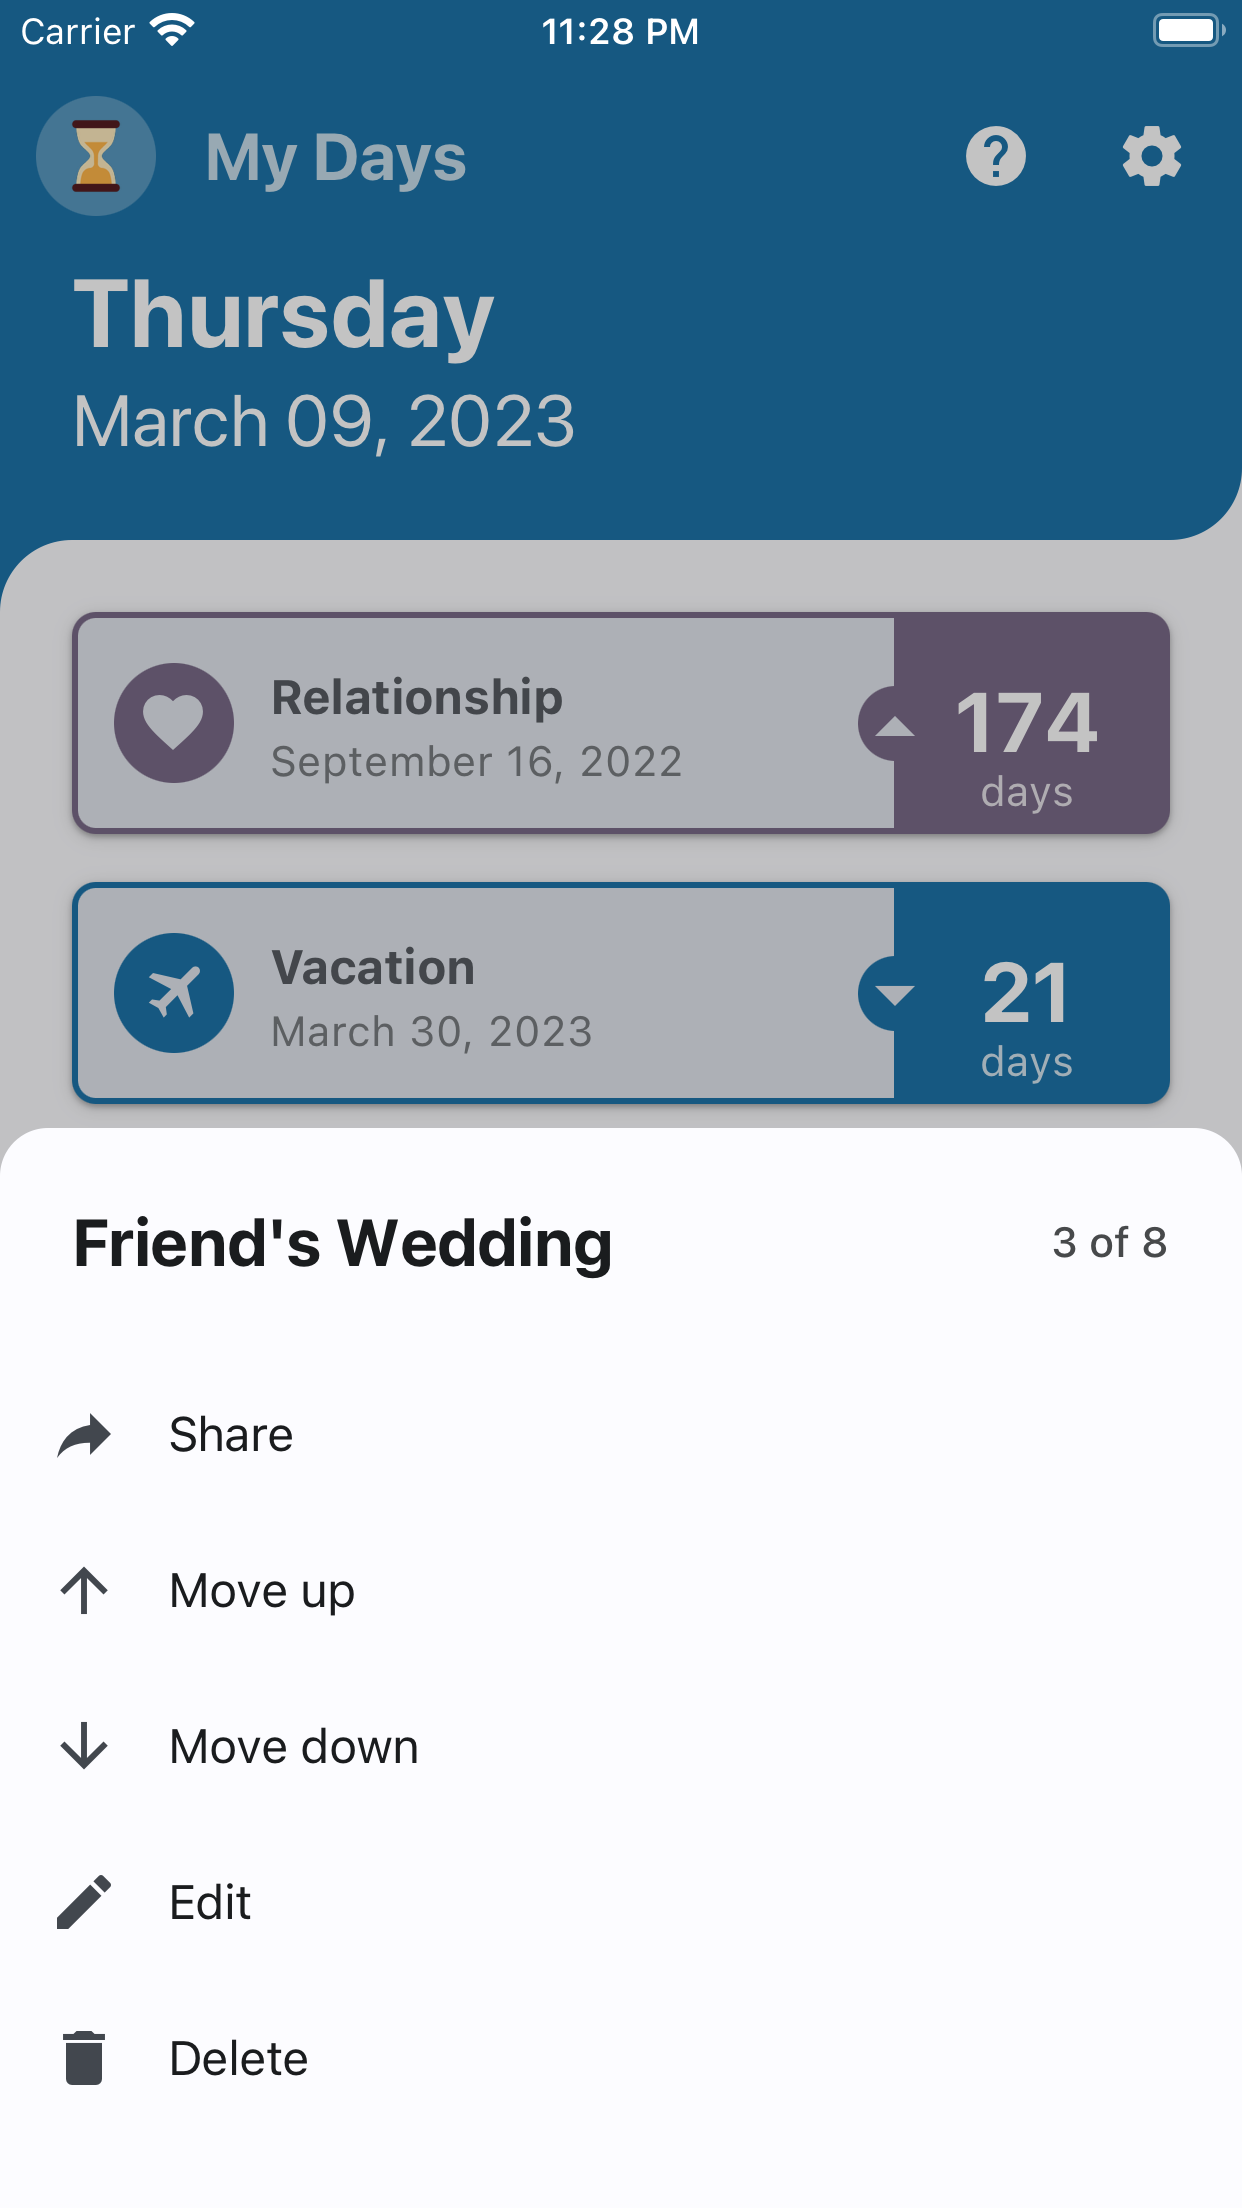 Carrier 11:28 PM
My Days
Thursday
March 09, 2023
Relationship
September 16, 2022
174
days
Vacation
March 30, 2023
21
days
Friend's Wedding 3 of 8
Share
Move up
Move down
Edit
Delete